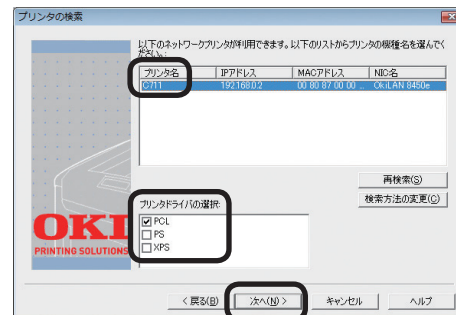 プリンタの検索
以下のネットワークプリンタが利用できます。以下のリストからプリンタの機種名を選んでく
ださい。:
プリンタ名 IPアドレス MACアドレス NIC名
C711 192.168.0.2 00 80 87 00 00 ... OkiLAN 8450e
再検索(S)
検索方法の変更(C)
プリンタドライバの選択:
PCL
PS
XPS
OKI
PRINTING SOLUTIONS
< 戻る(B) 次へ(N) > キャンセル ヘルプ